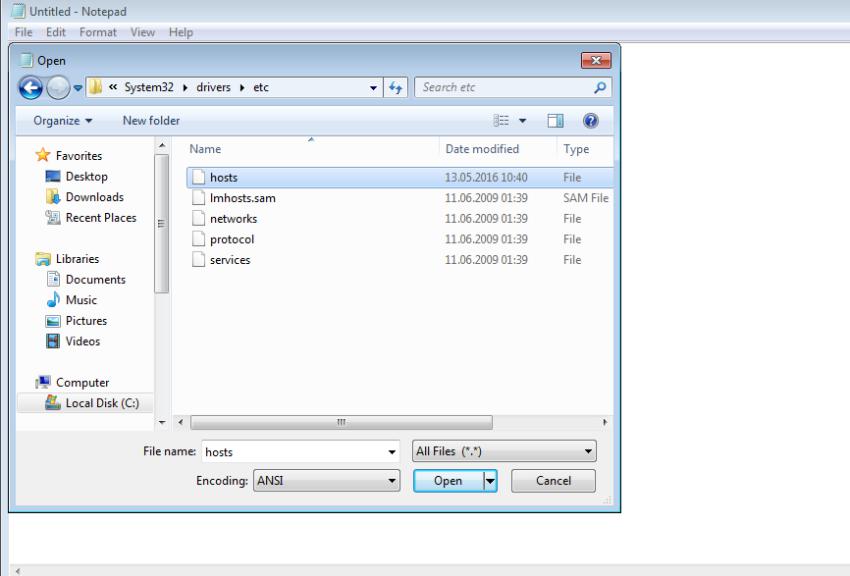 Untitled - Notepad
File Edit Format View Help
Open
« System32 drivers etc Search etc
Organize New folder
Name Date modified Type
Favorites
Desktop
Downloads
Recent Places
Libraries
Documents
Music
Pictures
Videos
Computer
Local Disk (C:)
hosts 13.05.2016 10:40 File
lmhosts.sam 11.06.2009 01:39 SAM File
networks 11.06.2009 01:39 File
protocol 11.06.2009 01:39 File
services 11.06.2009 01:39 File
File name: hosts All Files (*.*)
Encoding: ANSI Open Cancel